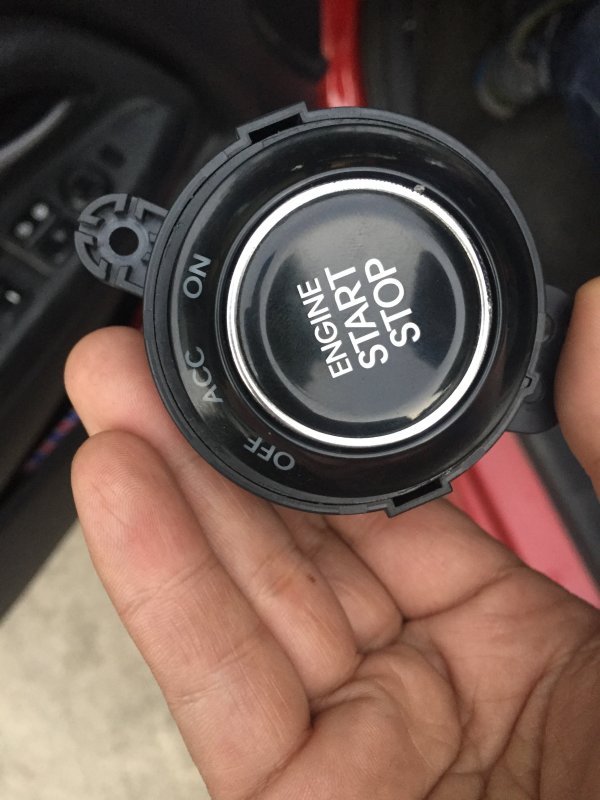 ENGINE
START
STOP
OFF
ACC
ON